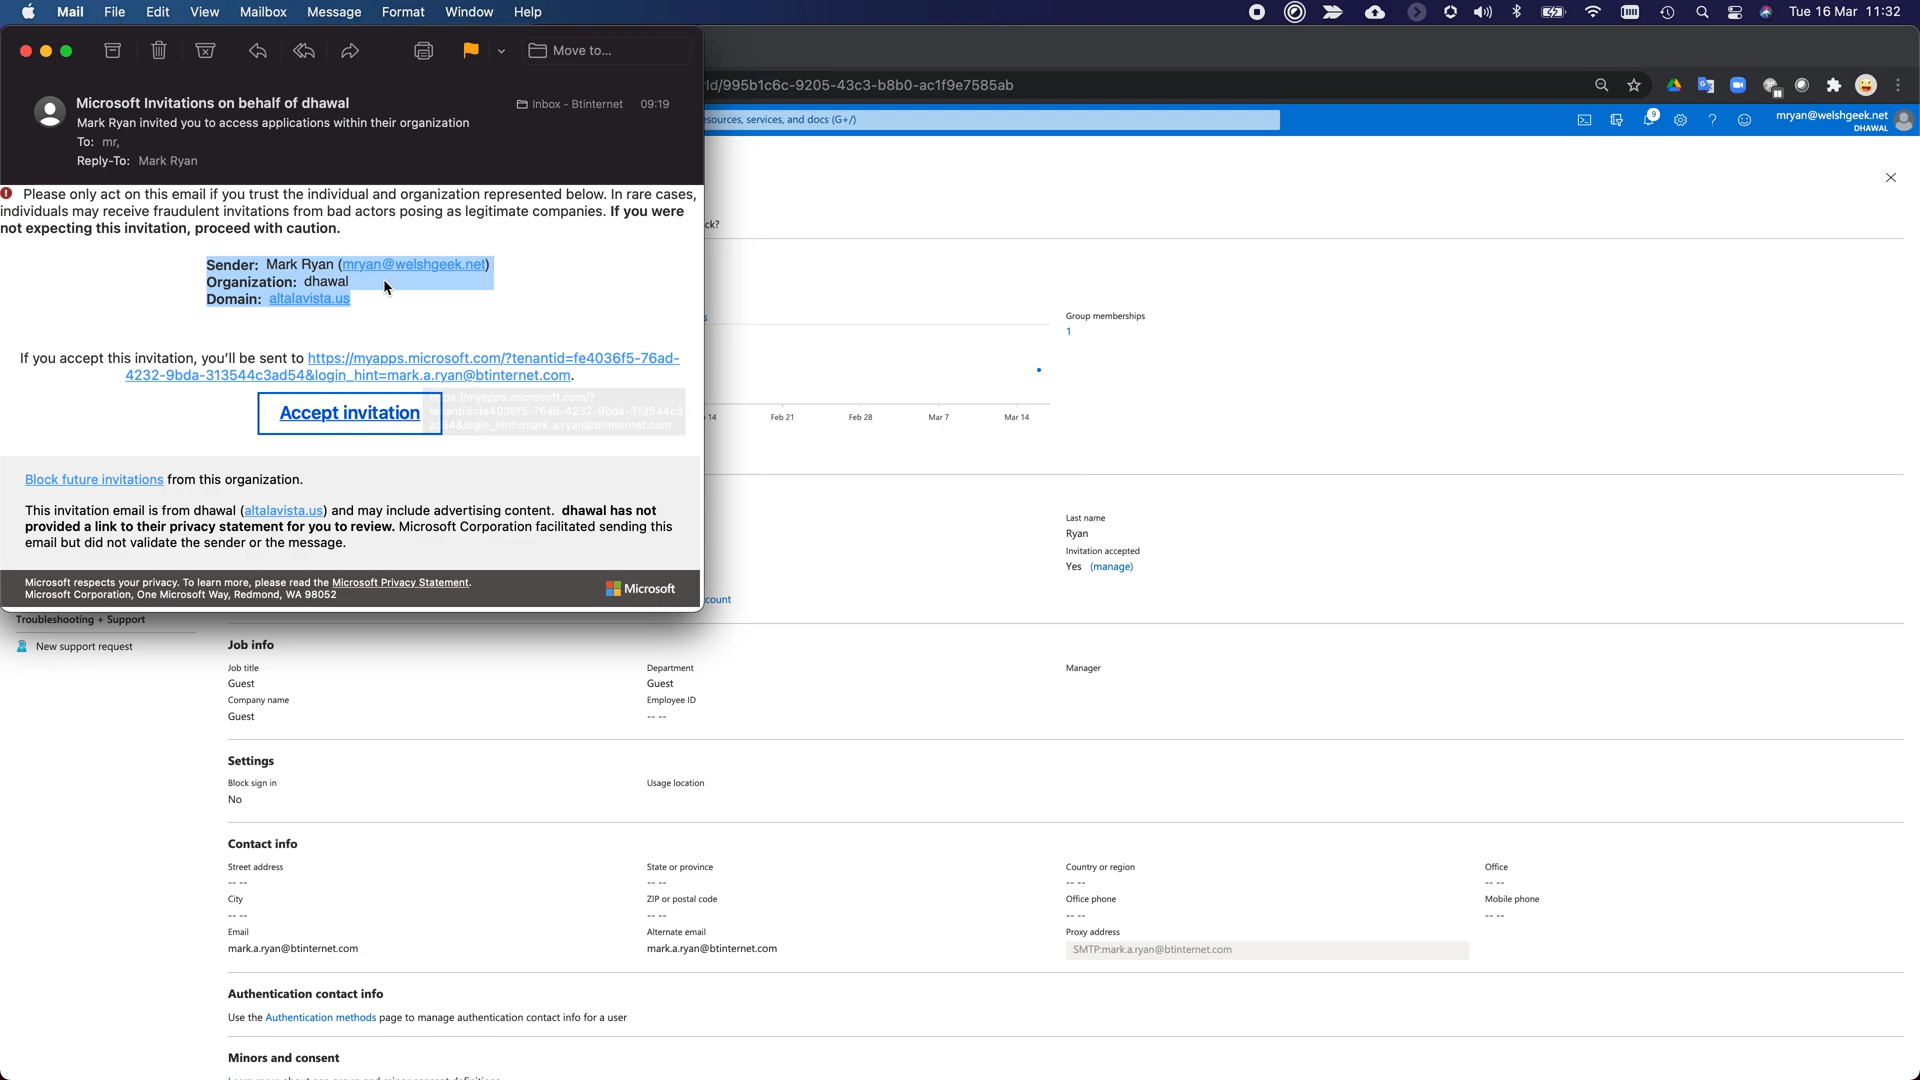 Mail File Edit View Mailbox Message Format Window Help
Tue 16 Mar 11:32
Move to...
Microsoft Invitations on behalf of dhawal
Inbox - Btinternet 09:19
Mark Ryan invited you to access applications within their organization
To: mr,
Reply-To: Mark Ryan
Please only act on this email if you trust the individual and organization represented below. In rare cases,
individuals may receive fraudulent invitations from bad actors posing as legitimate companies. If you were
not expecting this invitation, proceed with caution.
Sender: Mark Ryan (mryan@welshgeek.net)
Organization: dhawal
Domain: altalavista.us
If you accept this invitation, you'll be sent to https://myapps.microsoft.com/?tenantid=fe4036f5-76ad-
4232-9bda-313544c3ad54&login_hint=mark.a.ryan@btinternet.com.
Accept invitation
Block future invitations from this organization.
This invitation email is from dhawal (altalavista.us) and may include advertising content. dhawal has not
provided a link to their privacy statement for you to review. Microsoft Corporation facilitated sending this
email but did not validate the sender or the message.
Microsoft respects your privacy. To learn more, please read the Microsoft Privacy Statement.
Microsoft Corporation, One Microsoft Way, Redmond, WA 98052
Microsoft
/995b1c6c-9205-43c3-b8b0-ac1f9e7585ab
esources, services, and docs (G+/)
9
mryan@welshgeek.net
DHAWAL
ck?
Group memberships
1
14 Feb 21 Feb 28 Mar 7 Mar 14
Last name
Ryan
Invitation accepted
Yes (manage)
count
Troubleshooting + Support
New support request
Job info
Job title Department Manager
Guest Guest
Company name Employee ID
Guest -- --
Settings
Block sign in Usage location
No
Contact info
Street address State or province Country or region Office
-- -- -- -- -- -- -- --
City ZIP or postal code Office phone Mobile phone
-- -- -- -- -- -- -- --
Email Alternate email Proxy address
mark.a.ryan@btinternet.com mark.a.ryan@btinternet.com SMTP:mark.a.ryan@btinternet.com
Authentication contact info
Use the Authentication methods page to manage authentication contact info for a user
Minors and consent